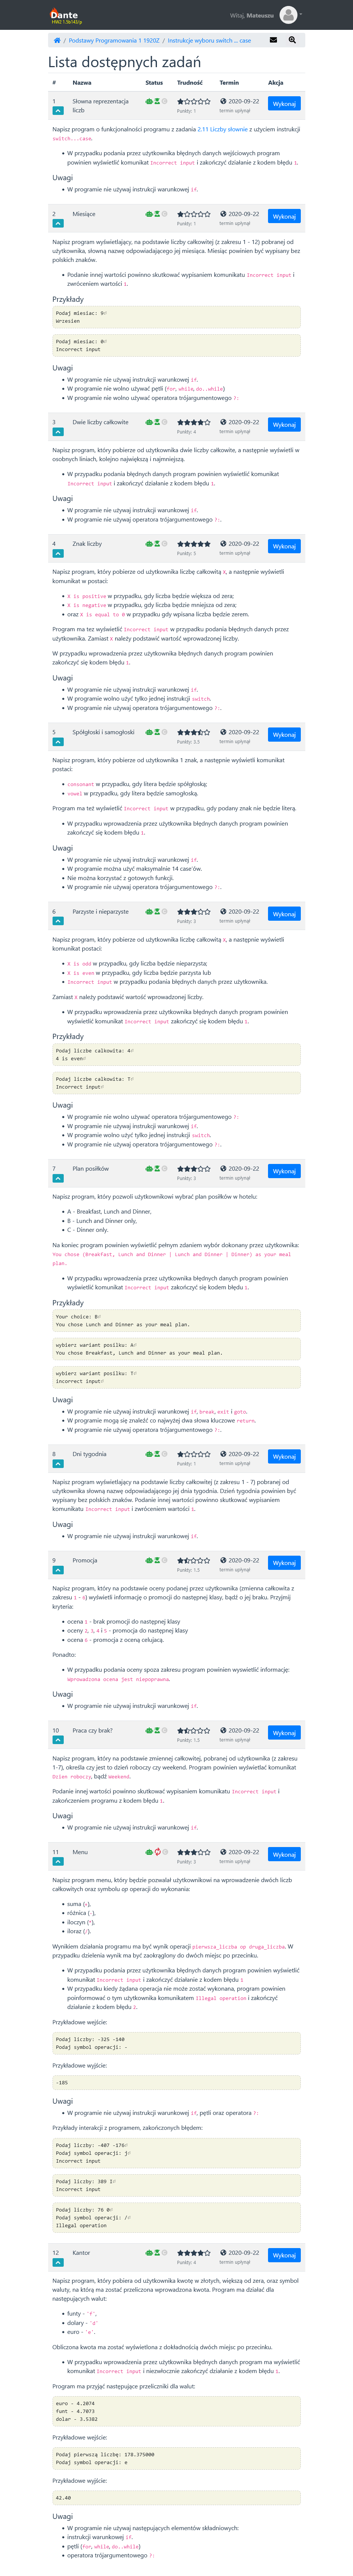 Dante
HFAŻ 1.56/143/p
Witaj, Mateuszu
Podstawy Programowania 1 1920Z / Instrukcje wyboru switch ... case
Lista dostępnych zadań
# Nazwa Status Trudność Termin Akcja
1 Słowna reprezentacja liczb Punkty: 1 2020-09-22 termin upłynął Wykonaj
Napisz program o funkcjonalności programu z zadania 2.11 Liczby słownie z użyciem instrukcji
switch...case.
W przypadku podania przez użytkownika błędnych danych wejściowych program
powinien wyświetlić komunikat Incorrect input i zakończyć działanie z kodem błędu 1.
Uwagi
W programie nie używaj instrukcji warunkowej if.
2 Miesiące Punkty: 1 2020-09-22 termin upłynął Wykonaj
Napisz program wyświetlający, na podstawie liczby całkowitej (z zakresu 1 - 12) pobranej od
użytkownika, słowną nazwę odpowiadającego jej miesiąca. Miesiąc powinien być wypisany bez
polskich znaków.
Podanie innej wartości powinno skutkować wypisaniem komunikatu Incorrect input i
zwróceniem wartości 1.
Przykłady
Podaj miesiac: 9
Wrzesien
Podaj miesiac: 0
Incorrect input
Uwagi
W programie nie używaj instrukcji warunkowej if.
W programie nie wolno używać pętli (for, while, do..while)
W programie nie wolno używać operatora trójargumentowego ?:
3 Dwie liczby całkowite Punkty: 4 2020-09-22 termin upłynął Wykonaj
Napisz program, który pobierze od użytkownika dwie liczby całkowite, a następnie wyświetli w
osobnych liniach, kolejno największą i najmniejszą.
W przypadku podania błędnych danych program powinien wyświetlić komunikat
Incorrect input i zakończyć działanie z kodem błędu 1.
Uwagi
W programie nie używaj instrukcji warunkowej if.
W programie nie używaj operatora trójargumentowego ?:.
4 Znak liczby Punkty: 5 2020-09-22 termin upłynął Wykonaj
Napisz program, który pobierze od użytkownika liczbę całkowitą X, a następnie wyświetli
komunikat w postaci:
X is positive w przypadku, gdy liczba będzie większa od zera;
X is negative w przypadku, gdy liczba będzie mniejsza od zera;
oraz X is equal to 0 w przypadku gdy wpisana liczba będzie zerem.
Program ma tez wyświetlić Incorrect input w przypadku podania błędnych danych przez
użytkownika. Zamiast X należy podstawić wartość wprowadzonej liczby.
W przypadku wprowadzenia przez użytkownika błędnych danych program powinien
zakończyć się kodem błędu 1.
Uwagi
W programie nie używaj instrukcji warunkowej if.
W programie wolno użyć tylko jednej instrukcji switch.
W programie nie używaj operatora trójargumentowego ?:.
5 Spółgłoski i samogłoski Punkty: 3.5 2020-09-22 termin upłynął Wykonaj
Napisz program, który pobierze od użytkownika 1 znak, a następnie wyświetli komunikat
postaci:
consonant w przypadku, gdy litera będzie spółgłoską;
vowel w przypadku, gdy litera będzie samogłoską.
Program ma też wyświetlić Incorrect input w przypadku, gdy podany znak nie będzie literą.
W przypadku wprowadzenia przez użytkownika błędnych danych program powinien
zakończyć się kodem błędu 1.
Uwagi
W programie nie używaj instrukcji warunkowej if.
W programie można użyć maksymalnie 14 case'ów.
Nie można korzystać z gotowych funkcji.
W programie nie używaj operatora trójargumentowego ?:.
6 Parzyste i nieparzyste Punkty: 3 2020-09-22 termin upłynął Wykonaj
Napisz program, który pobierze od użytkownika liczbę całkowitą X, a następnie wyświetli
komunikat postaci:
X is odd w przypadku, gdy liczba będzie nieparzysta;
X is even w przypadku, gdy liczba będzie parzysta lub
Incorrect input w przypadku podania błędnych danych przez użytkownika.
Zamiast X należy podstawić wartość wprowadzonej liczby.
W przypadku wprowadzenia przez użytkownika błędnych danych program powinien
wyświetlić komunikat Incorrect input zakończyć się kodem błędu 1.
Przykłady
Podaj liczbe calkowita: 4
4 is even
Podaj liczbe calkowita: T
Incorrect input
Uwagi
W programie nie wolno używać operatora trójargumentowego ?:
W programie nie używaj instrukcji warunkowej if.
W programie wolno użyć tylko jednej instrukcji switch.
W programie nie używaj operatora trójargumentowego ?:.
7 Plan posiłków Punkty: 3 2020-09-22 termin upłynął Wykonaj
Napisz program, który pozwoli użytkownikowi wybrać plan posiłków w hotelu:
A - Breakfast, Lunch and Dinner,
B - Lunch and Dinner only,
C - Dinner only.
Na koniec program powinien wyświetlić pełnym zdaniem wybór dokonany przez użytkownika:
You chose (Breakfast, Lunch and Dinner | Lunch and Dinner | Dinner) as your meal
plan.
W przypadku wprowadzenia przez użytkownika błędnych danych program powinien
wyświetlić komunikat Incorrect input zakończyć się kodem błędu 1.
Przykłady
Your choice: B
You chose Lunch and Dinner as your meal plan.
wybierz wariant posilku: A
You chose Breakfast, Lunch and Dinner as your meal plan.
wybierz wariant posilku: T
incorrect input
Uwagi
W programie nie używaj instrukcji warunkowej if, break, exit i goto.
W programie mogą się znaleźć co najwyżej dwa słowa kluczowe return.
W programie nie używaj operatora trójargumentowego ?:.
8 Dni tygodnia Punkty: 1 2020-09-22 termin upłynął Wykonaj
Napisz program wyświetlający na podstawie liczby całkowitej (z zakresu 1 - 7) pobranej od
użytkownika słowną nazwę odpowiadającego jej dnia tygodnia. Dzień tygodnia powinien być
wypisany bez polskich znaków. Podanie innej wartości powinno skutkować wypisaniem
komunikatu Incorrect input i zwróceniem wartości 1.
Uwagi
W programie nie używaj instrukcji warunkowej if.
9 Promocja Punkty: 1.5 2020-09-22 termin upłynął Wykonaj
Napisz program, który na podstawie oceny podanej przez użytkownika (zmienna całkowita z
zakresu 1 - 6) wyświetli informację o promocji do następnej klasy, bądź o jej braku. Przyjmij
kryteria:
ocena 1 - brak promocji do następnej klasy
oceny 2, 3, 4 i 5 - promocja do następnej klasy
ocena 6 - promocja z oceną celującą.
Ponadto:
W przypadku podania oceny spoza zakresu program powinien wyswietlić informację:
Wprowadzona ocena jest niepoprawna.
Uwagi
W programie nie używaj instrukcji warunkowej if.
10 Praca czy brak? Punkty: 1.5 2020-09-22 termin upłynął Wykonaj
Napisz program, który na podstawie zmiennej całkowitej, pobranej od użytkownika (z zakresu
1-7), określa czy jest to dzień roboczy czy weekend. Program powinien wyświetlać komunikat
Dzien roboczy, bądź Weekend.
Podanie innej wartości powinno skutkować wypisaniem komunikatu Incorrect input i
zakończeniem programu z kodem błędu 1.
Uwagi
W programie nie używaj instrukcji warunkowej if.
11 Menu Punkty: 3 2020-09-22 termin upłynął Wykonaj
Napisz program menu, który będzie pozwalał użytkownikowi na wprowadzenie dwóch liczb
całkowitych oraz symbolu operacji do wykonania:
suma (+),
różnica (-),
iloczyn (*),
iloraz (/).
Wynikiem działania programu ma być wynik operacji pierwsza_liczba op druga_liczba. W
przypadku dzielenia wynik ma być zaokrąglony do dwóch miejsc po przecinku.
W przypadku podania przez użytkownika błędnych danych program powinien wyświetlić
komunikat Incorrect input i zakończyć działanie z kodem błędu 1
W przypadku kiedy żądana operacja nie może zostać wykonana, program powinien
poinformować o tym użytkownika komunikatem Illegal operation i zakończyć
działanie z kodem błędu 2.
Przykładowe wejście:
Podaj liczby: -325 -140
Podaj symbol operacji: -
Przykładowe wyjście:
-185
Uwagi
W programie nie używaj instrukcji warunkowej if, pętli oraz operatora ?:
Przykłady interakcji z programem, zakończonych błędem:
Podaj liczby: -407 -176
Podaj symbol operacji: j
Incorrect input
Podaj liczby: 389 Z
Incorrect input
Podaj liczby: 76 0
Podaj symbol operacji: /
Illegal operation
12 Kantor Punkty: 4 2020-09-22 termin upłynął Wykonaj
Napisz program, który pobiera od użytkownika kwotę w złotych, większą od zera, oraz symbol
waluty, na którą ma zostać przeliczona wprowadzona kwota. Program ma działać dla
następujących walut:
funty - 'f',
dolary - 'd'
euro - 'e'.
Obliczona kwota ma zostać wyświetlona z dokładnością dwóch miejsc po przecinku.
W przypadku wprowadzenia przez użytkownika błędnych danych program ma wyświetlić
komunikat Incorrect input i niezwłocznie zakończyć działanie z kodem błędu 1.
Program ma przyjąć następujące przeliczniki dla walut:
euro - 4.2074
funt - 4.7073
dolar - 3.5382
Przykładowe wejście:
Podaj pierwszą liczbę: 178.375000
Podaj symbol operacji: e
Przykładowe wejście:
42.40
Uwagi
W programie nie używaj następujących elementów składniowych:
instrukcji warunkowej if.
pętli (for, while, do..while)
operatora trójargumentowego ?: